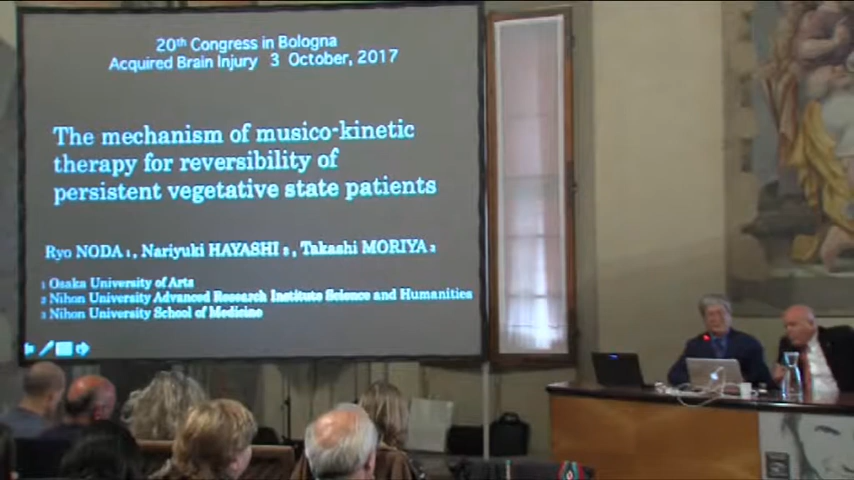 20th Congress in Bologna
Acquired Brain Injury 3 October, 2017
The mechanism of musico-kinetic
therapy for reversibility of
persistent vegetative state patients
Ryo NODA 1, Nariyuki HAYASHI 2, Takashi MORIYA 3
1 Osaka University of Arts
2 Nihon University Advanced Research Institute Science and Humanities
3 Nihon University School of Medicine